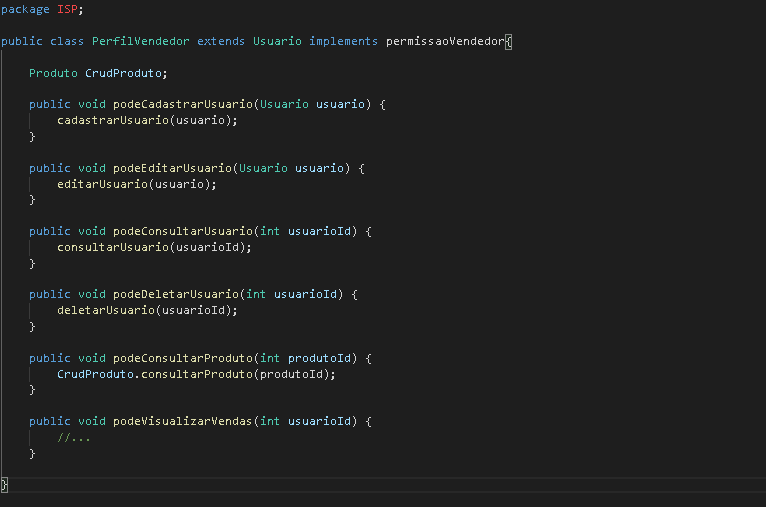 package ISP;
public class PerfilVendedor extends Usuario implements permissaoVendedor{
Produto CrudProduto;
public void podeCadastrarUsuario(Usuario usuario) {
cadastrarUsuario(usuario);
}
public void podeEditarUsuario(Usuario usuario) {
editarUsuario(usuario);
}
public void podeConsultarUsuario(int usuarioId) {
consultarUsuario(usuarioId);
}
public void podeDeletarUsuario(int usuarioId) {
deletarUsuario(usuarioId);
}
public void podeConsultarProduto(int produtoId) {
CrudProduto.consultarProduto(produtoId);
}
public void podeVisualizarVendas(int usuarioId) {
//...
}
}